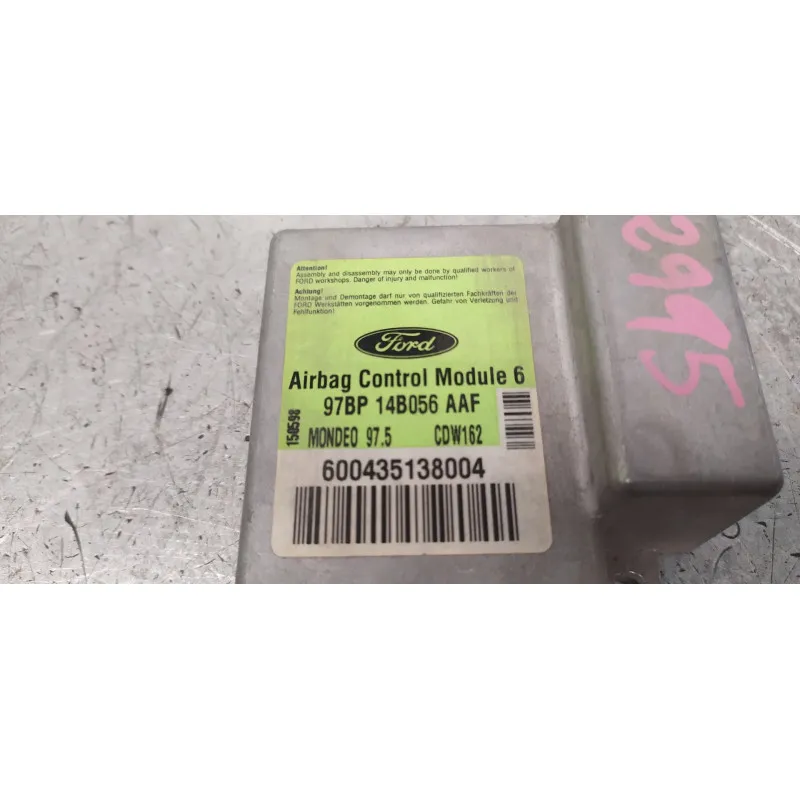 Attention!
Assembly and disassembly may only be done by qualified workers of
FORD workshops. Danger of injury and malfunction!
Achtung!
Montage und Demontage darf nur von qualifizierten Fachkräften der
FORD Werkstätten vorgenommen werden. Gefahr von Verletzung und
Fehlfunktion!
Ford
Airbag Control Module 6
97BP 14B056 AAF
150598
MONDEO 97.5 CDW162
600435138004
2995